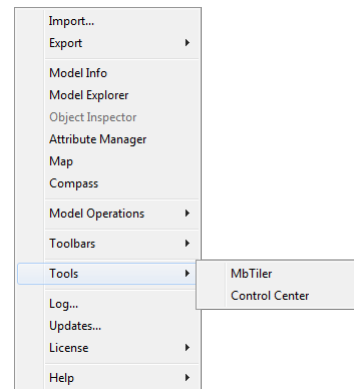 Import...
Export
Model Info
Model Explorer
Object Inspector
Attribute Manager
Map
Compass
Model Operations
Toolbars
Tools
MbTiler
Control Center
Log...
Updates...
License
Help